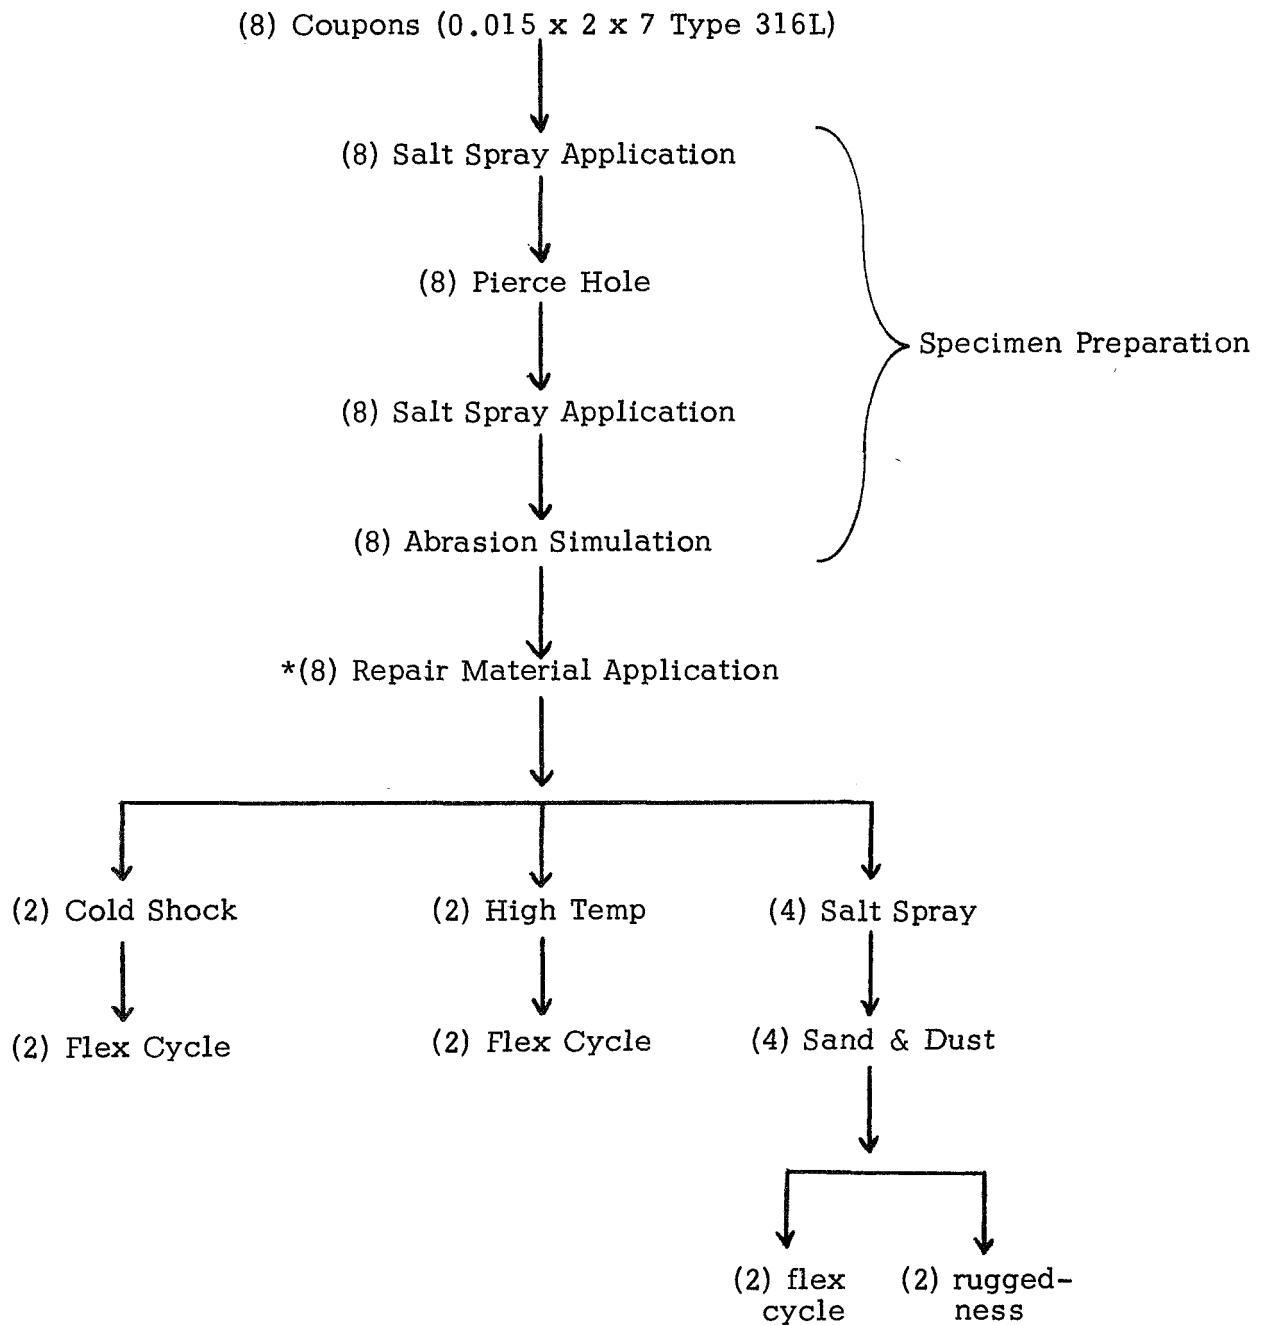 (8) Coupons (0.015 x 2 x 7 Type 316L)
(8) Salt Spray Application
(8) Pierce Hole
Specimen Preparation
(8) Salt Spray Application
(8) Abrasion Simulation
*(8) Repair Material Application
(2) Cold Shock
(2) High Temp
(4) Salt Spray
(2) Flex Cycle
(2) Flex Cycle
(4) Sand & Dust
(2) flex
cycle
(2) rugged-
ness